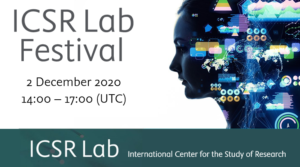 ICSR Lab
Festival
2 December 2020
14:00 – 17:00 (UTC)
ICSR Lab International Center for the Study of Research